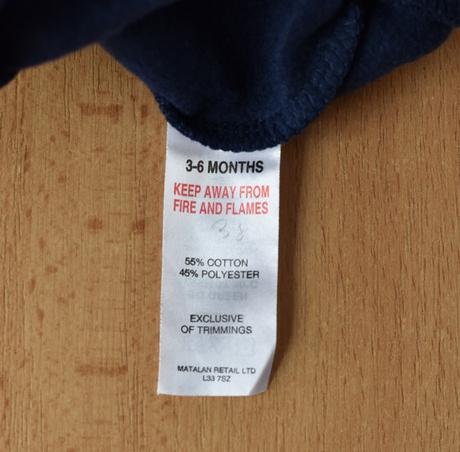 3-6 MONTHS
KEEP AWAY FROM
FIRE AND FLAMES
38
55% COTTON
45% POLYESTER
EXCLUSIVE
OF TRIMMINGS
MATALAN RETAIL LTD
L33 7SZ